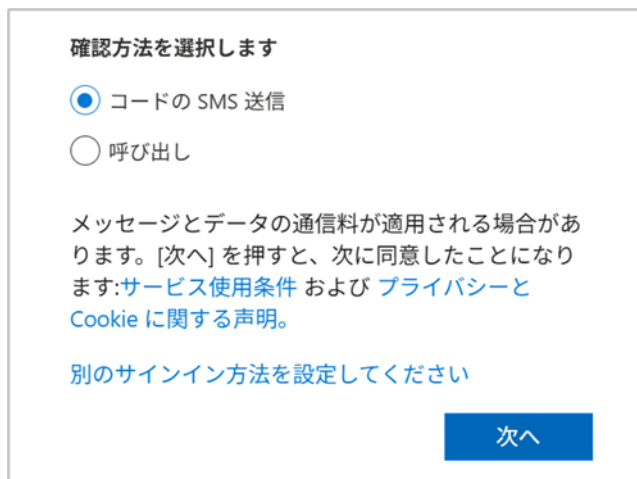 確認方法を選択します
コードの SMS 送信
呼び出し
メッセージとデータの通信料が適用される場合があ
ります。[次へ] を押すと、次に同意したことになり
ます:サービス使用条件 および プライバシーと
Cookie に関する声明。
別のサインイン方法を設定してください
次へ